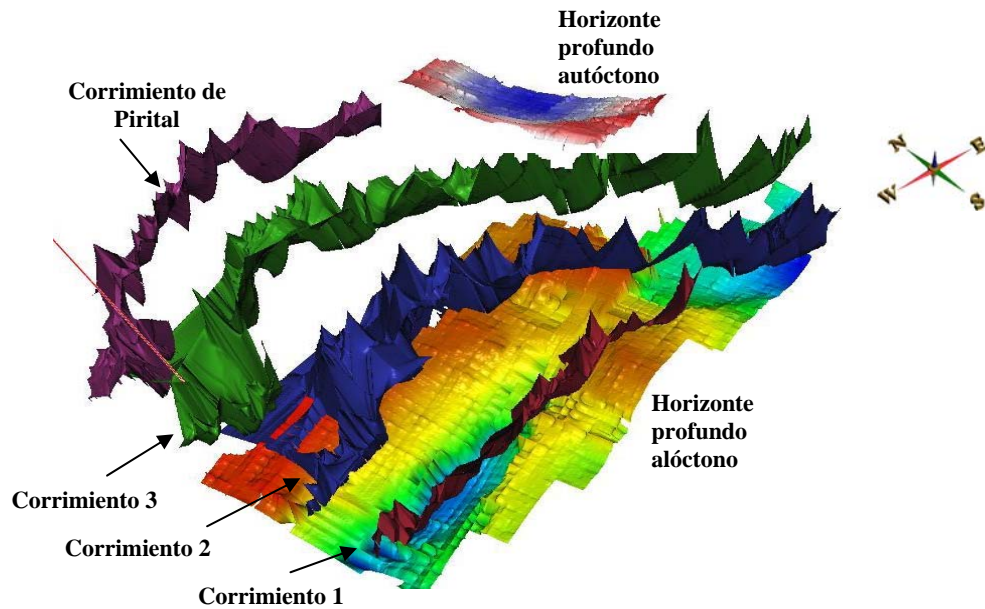 Horizonte
profundo
autóctono
Corrimiento de
Pirital
N
E
W
S
Horizonte
profundo
alóctono
Corrimiento 3
Corrimiento 2
Corrimiento 1